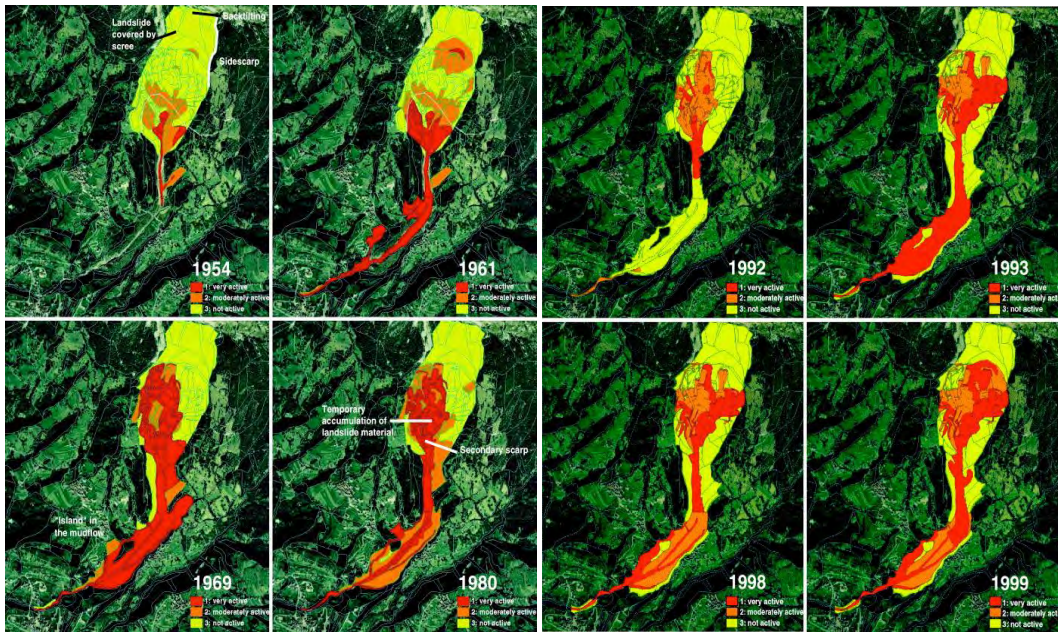 Landslide
covered by
scree
Backtilting
Sidescarp
1954
1: very active
2: moderately active
3: not active
1961
1: very active
2: moderately active
3: not active
1992
1: very active
2: moderately active
3: not active
1993
1: very active
2: moderately act
3: not active
"Island" in
the mudflow
1969
1: very active
2: moderately active
3: not active
Temporary
accumulation of
landslide material
Secondary scarp
1980
1: very active
2: moderately active
3: not active
1998
1: very active
2: moderately active
3: not active
1999
1: very active
2: moderately act
3: not active